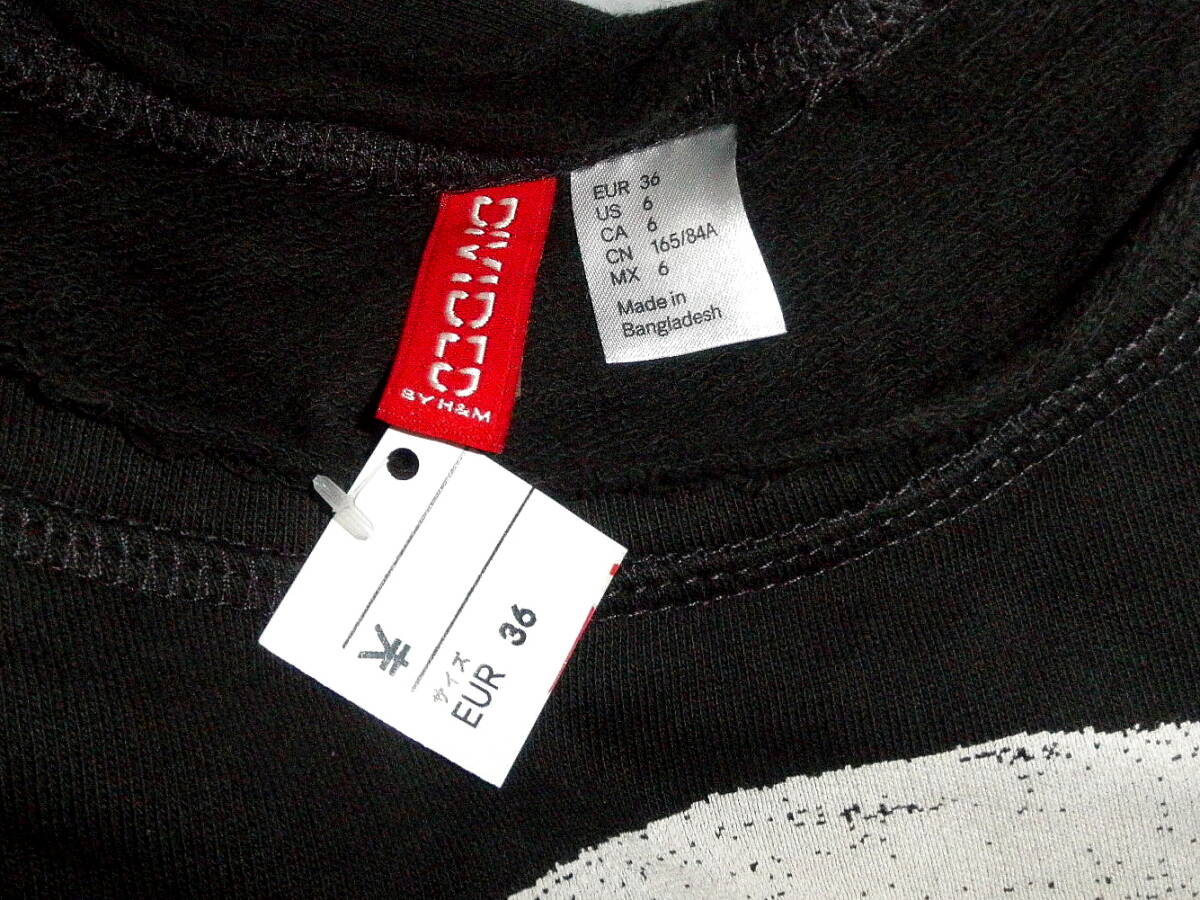 DIVIDED
BY H&M
EUR 36
US 6
CA 6
CN 165/84A
MX 6
Made in
Bangladesh
¥
サイズ
EUR 36